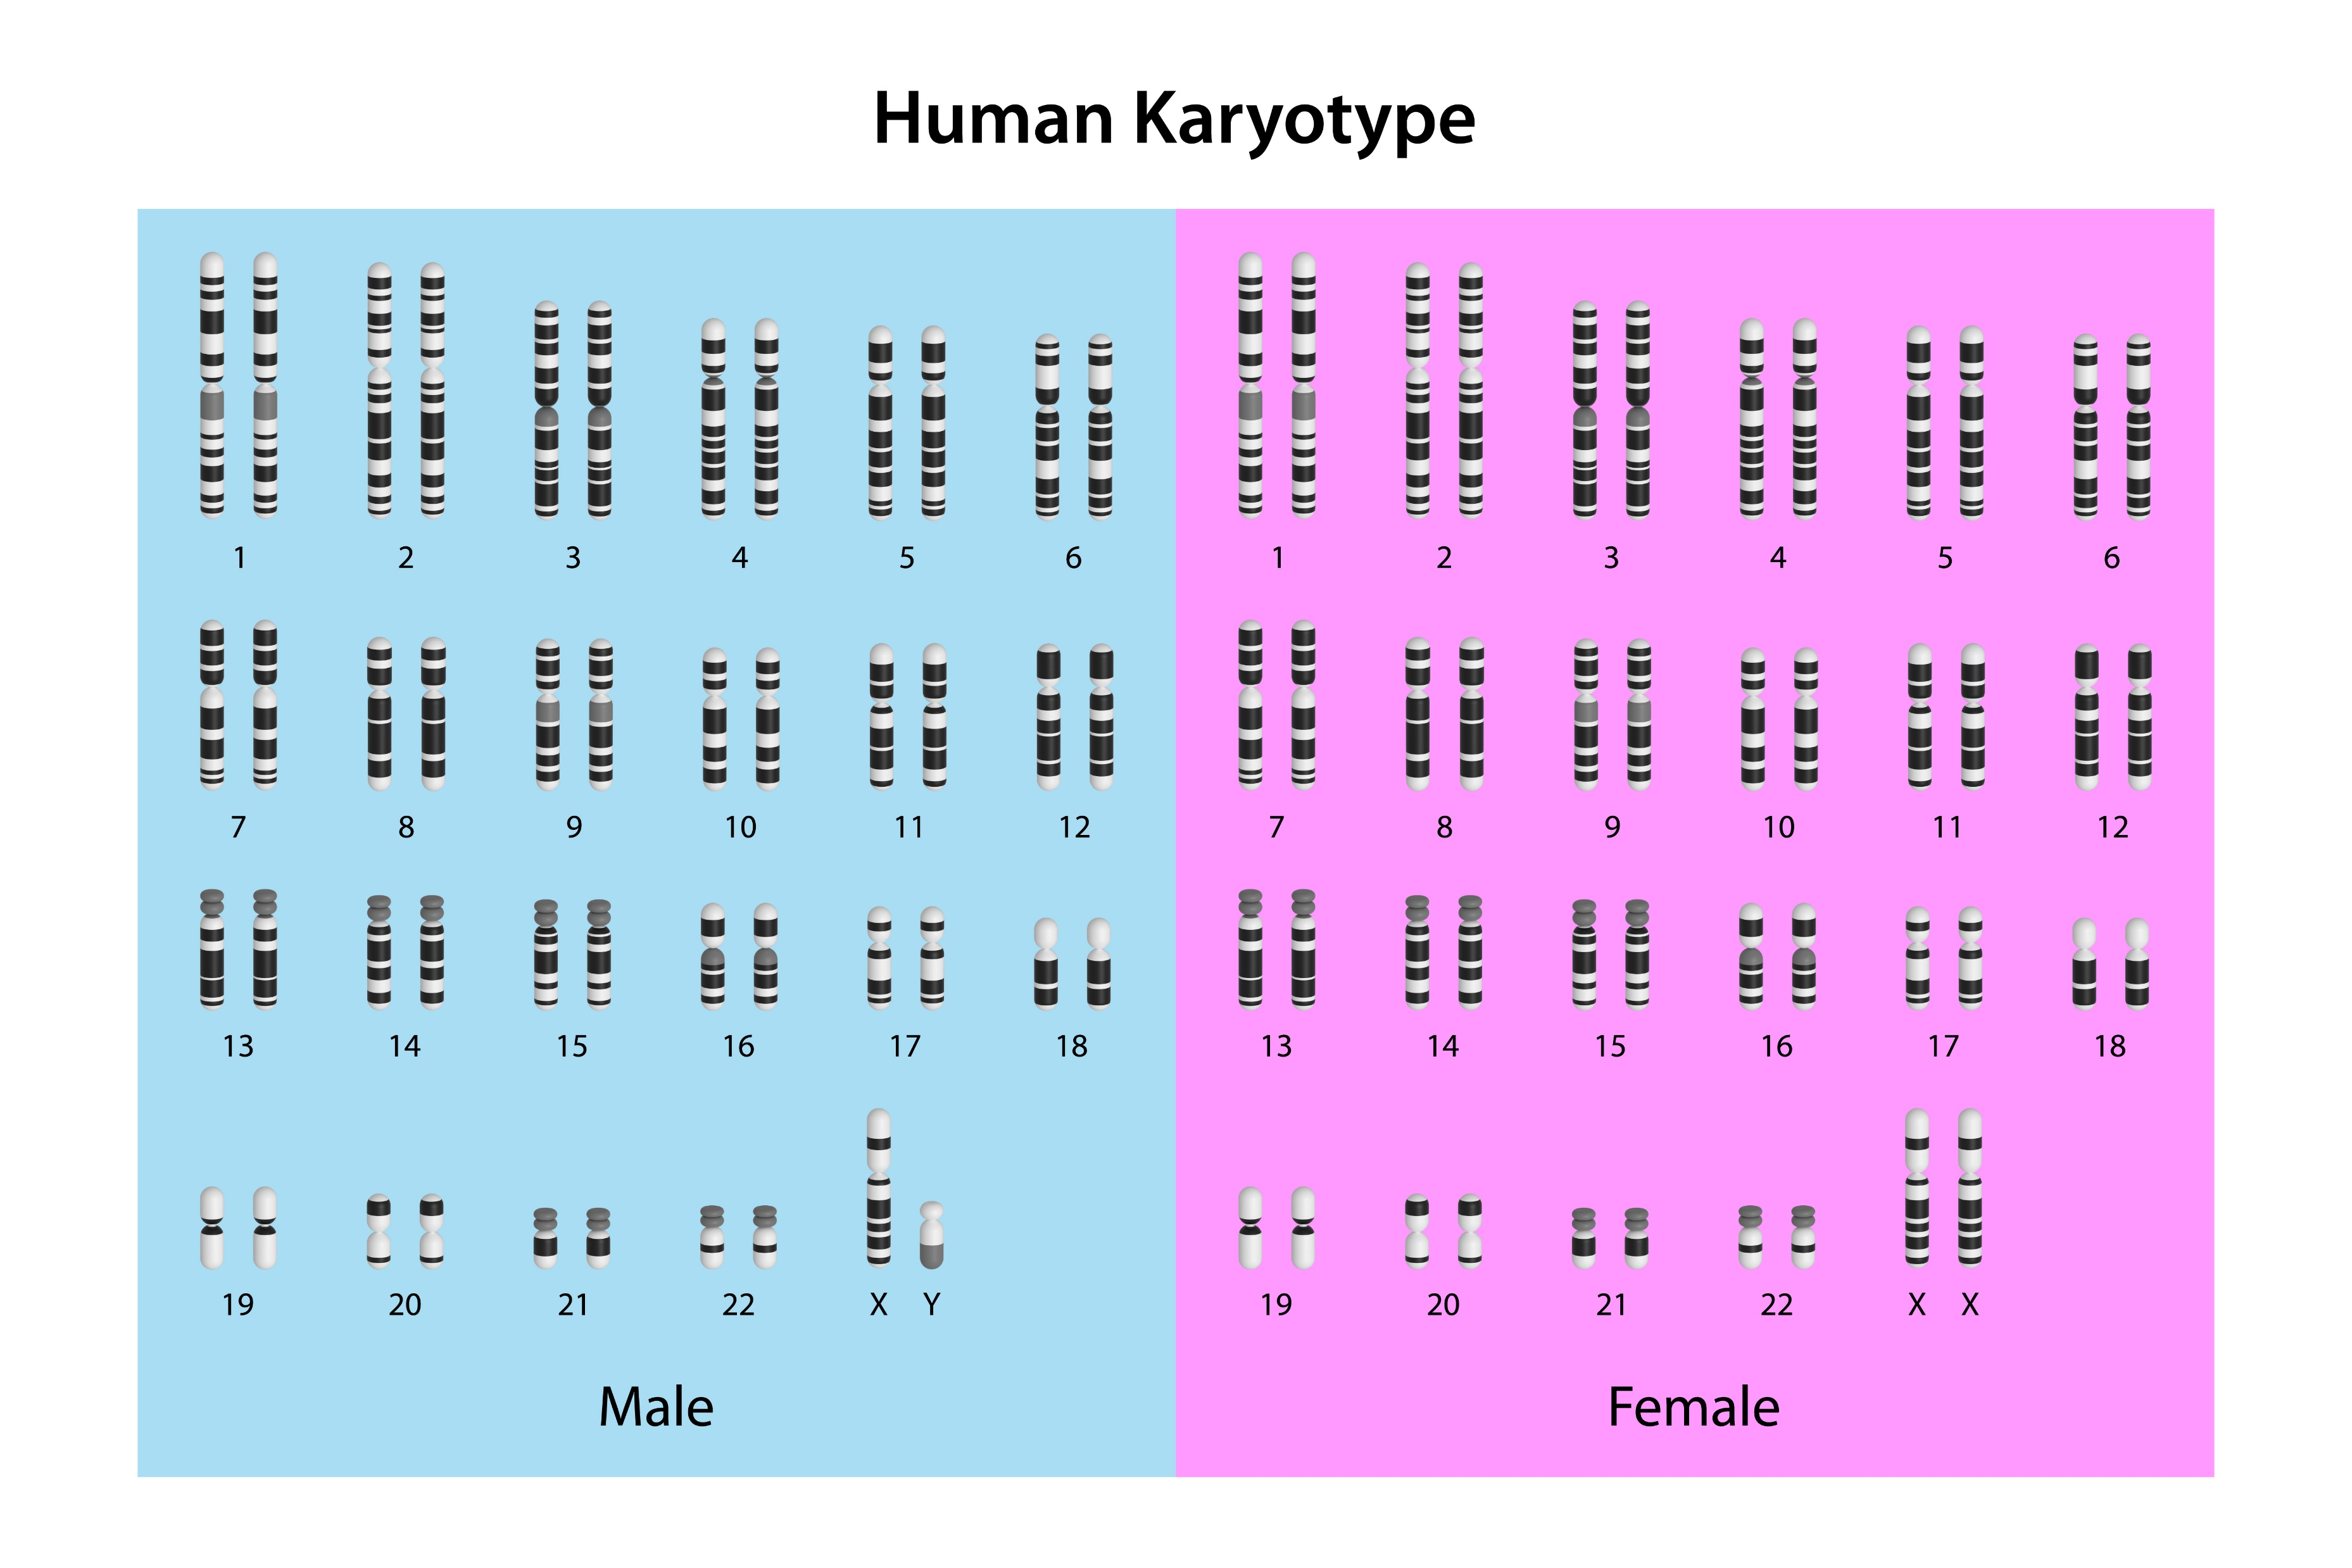 Human Karyotype
1 2 3 4 5 6
7 8 9 10 11 12
13 14 15 16 17 18
19 20 21 22 X Y
Male
1 2 3 4 5 6
7 8 9 10 11 12
13 14 15 16 17 18
19 20 21 22 X X
Female